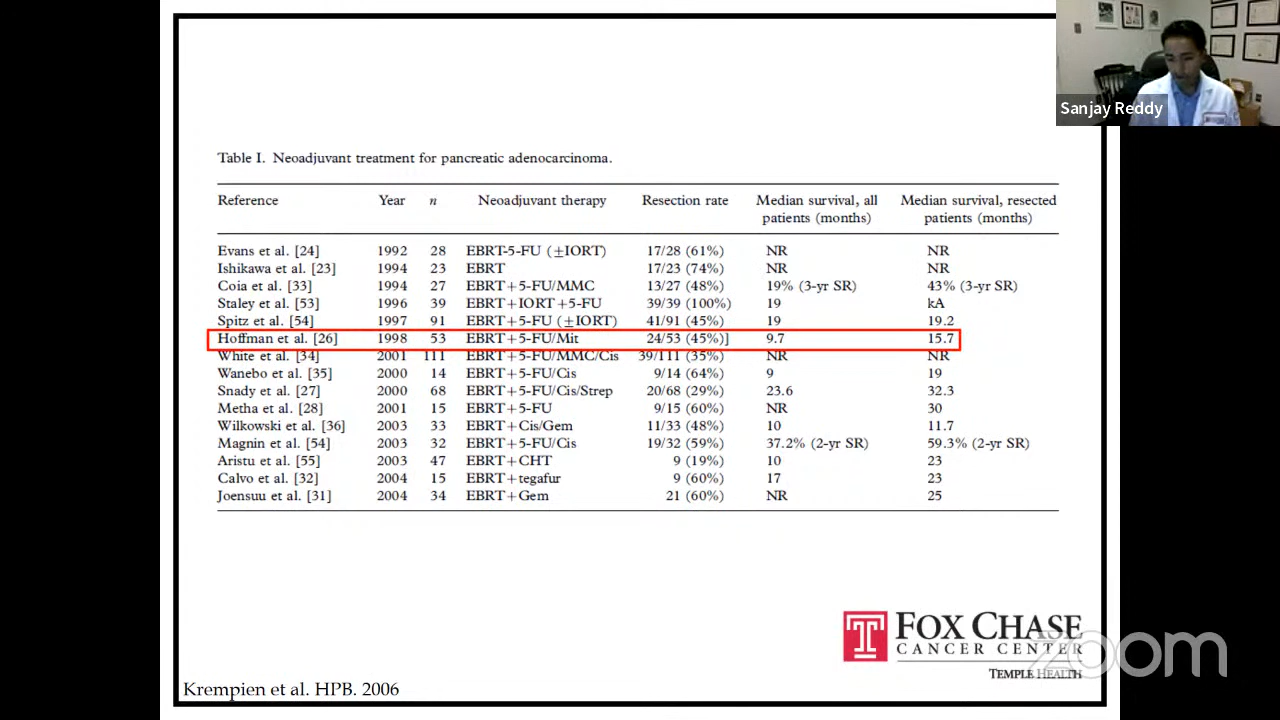 Sanjay Reddy
Table I. Neoadjuvant treatment for pancreatic adenocarcinoma.
Reference Year n Neoadjuvant therapy Resection rate Median survival, all patients (months) Median survival, resected patients (months)
Evans et al. [24] 1992 28 EBRT-5-FU (±IORT) 17/28 (61%) NR NR
Ishikawa et al. [23] 1994 23 EBRT 17/23 (74%) NR NR
Coia et al. [33] 1994 27 EBRT+5-FU/MMC 13/27 (48%) 19% (3-yr SR) 43% (3-yr SR)
Staley et al. [53] 1996 39 EBRT+IORT+5-FU 39/39 (100%) 19 kA
Spitz et al. [54] 1997 91 EBRT+5-FU (±IORT) 41/91 (45%) 19 19.2
Hoffman et al. [26] 1998 53 EBRT+5-FU/Mit 24/53 (45%)] 9.7 15.7
White et al. [34] 2001 111 EBRT+5-FU/MMC/Cis 39/111 (35%) NR NR
Wanebo et al. [35] 2000 14 EBRT+5-FU/Cis 9/14 (64%) 9 19
Snady et al. [27] 2000 68 EBRT+5-FU/Cis/Strep 20/68 (29%) 23.6 32.3
Metha et al. [28] 2001 15 EBRT+5-FU 9/15 (60%) NR 30
Wilkowski et al. [36] 2003 33 EBRT+Cis/Gem 11/33 (48%) 10 11.7
Magnin et al. [54] 2003 32 EBRT+5-FU/Cis 19/32 (59%) 37.2% (2-yr SR) 59.3% (2-yr SR)
Aristu et al. [55] 2003 47 EBRT+CHT 9 (19%) 10 23
Calvo et al. [32] 2004 15 EBRT+tegafur 9 (60%) 17 23
Joensuu et al. [31] 2004 34 EBRT+Gem 21 (60%) NR 25
FOX CHASE
CANCER CENTER
TEMPLE HEALTH
zoom
Krempien et al. HPB. 2006